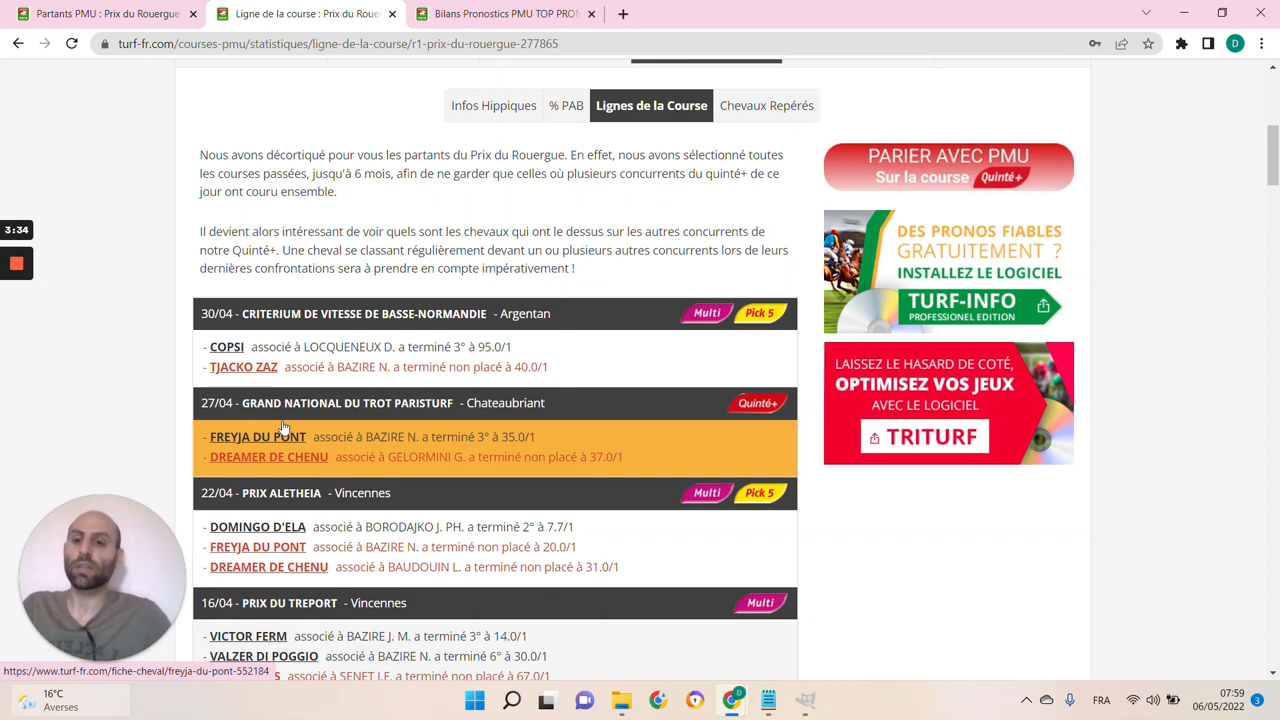 Partants PMU : Prix du Rouergue
Ligne de la course : Prix du Rouer
Bilans Pronostics PMU TOP PRON
turf-fr.com/courses-pmu/statistiques/ligne-de-la-course/r1-prix-du-rouergue-277865
D
Infos Hippiques
% PAB
Lignes de la Course
Chevaux Repérés
Nous avons décortiqué pour vous les partants du Prix du Rouergue. En effet, nous avons sélectionné toutes
les courses passées, jusqu'à 6 mois, afin de ne garder que celles où plusieurs concurrents du quinté+ de ce
jour ont couru ensemble.
Il devient alors intéressant de voir quels sont les chevaux qui ont le dessus sur les autres concurrents de
notre Quinté+. Une cheval se classant régulièrement devant un ou plusieurs autres concurrents lors de leurs
dernières confrontations sera à prendre en compte impérativement !
30/04 - CRITERIUM DE VITESSE DE BASSE-NORMANDIE - Argentan Multi Pick 5
- COPSI associé à LOCQUENEUX D. a terminé 3° à 95.0/1
- TJACKO ZAZ associé à BAZIRE N. a terminé non placé à 40.0/1
27/04 - GRAND NATIONAL DU TROT PARISTURF - Chateaubriant Quinté+
- FREYJA DU PONT associé à BAZIRE N. a terminé 3° à 35.0/1
- DREAMER DE CHENU associé à GELORMINI G. a terminé non placé à 37.0/1
22/04 - PRIX ALETHEIA - Vincennes Multi Pick 5
- DOMINGO D'ELA associé à BORODAJKO J. PH. a terminé 2° à 7.7/1
- FREYJA DU PONT associé à BAZIRE N. a terminé non placé à 20.0/1
- DREAMER DE CHENU associé à BAUDOUIN L. a terminé non placé à 31.0/1
16/04 - PRIX DU TREPORT - Vincennes Multi
- VICTOR FERM associé à BAZIRE J. M. a terminé 3° à 14.0/1
- VALZER DI POGGIO associé à BAZIRE N. a terminé 6° à 30.0/1
associé à SENET J.F. a terminé non placé à 67.0/1
PARIER AVEC PMU
Sur la course Quinté+
DES PRONOS FIABLES
GRATUITEMENT ?
INSTALLEZ LE LOGICIEL
TURF-INFO
PROFESIONEL EDITION
LAISSEZ LE HASARD DE COTÉ,
OPTIMISEZ VOS JEUX
AVEC LE LOGICIEL
TRITURF
3:34
https://www.turf-fr.com/fiche-cheval/freyja-du-pont-552184
16°C
Averses
FRA
07:59
06/05/2022
3